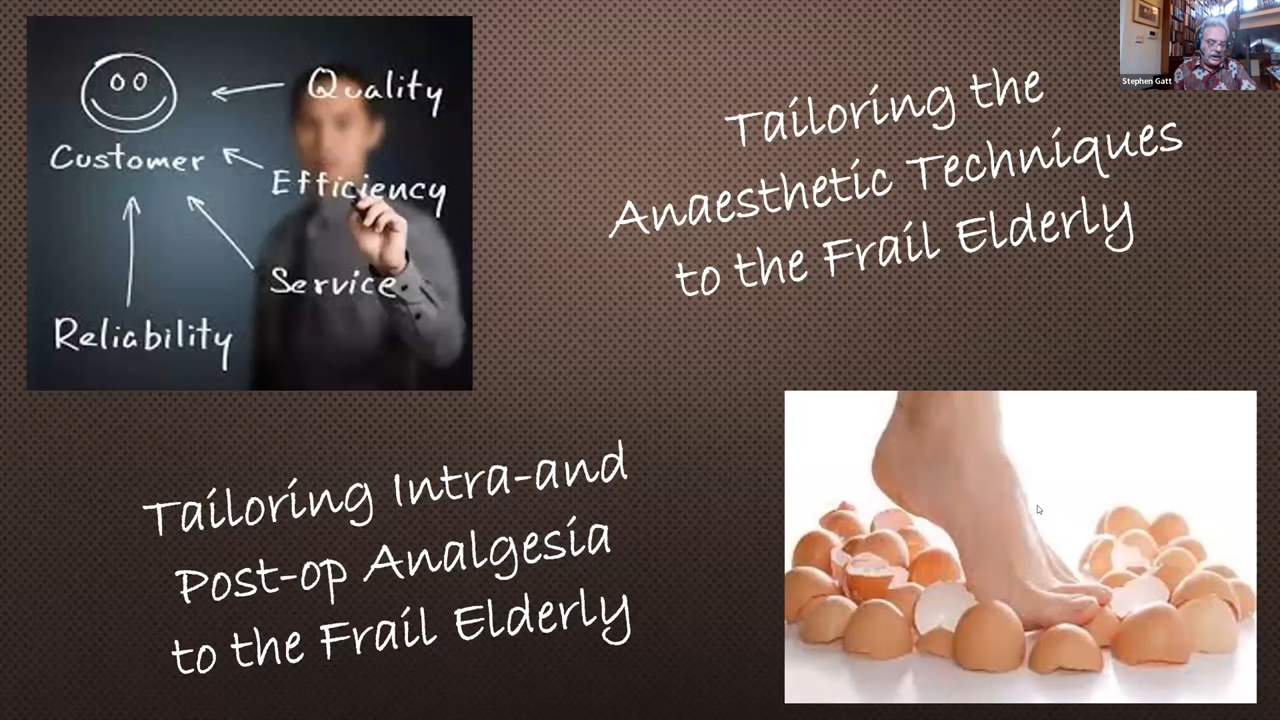 Quality
Customer
Efficiency
Service
Reliability
Tailoring the
Anaesthetic Techniques
to the Frail Elderly
Stephen Gatt
Tailoring Intra-and
Post-op Analgesia
to the Frail Elderly